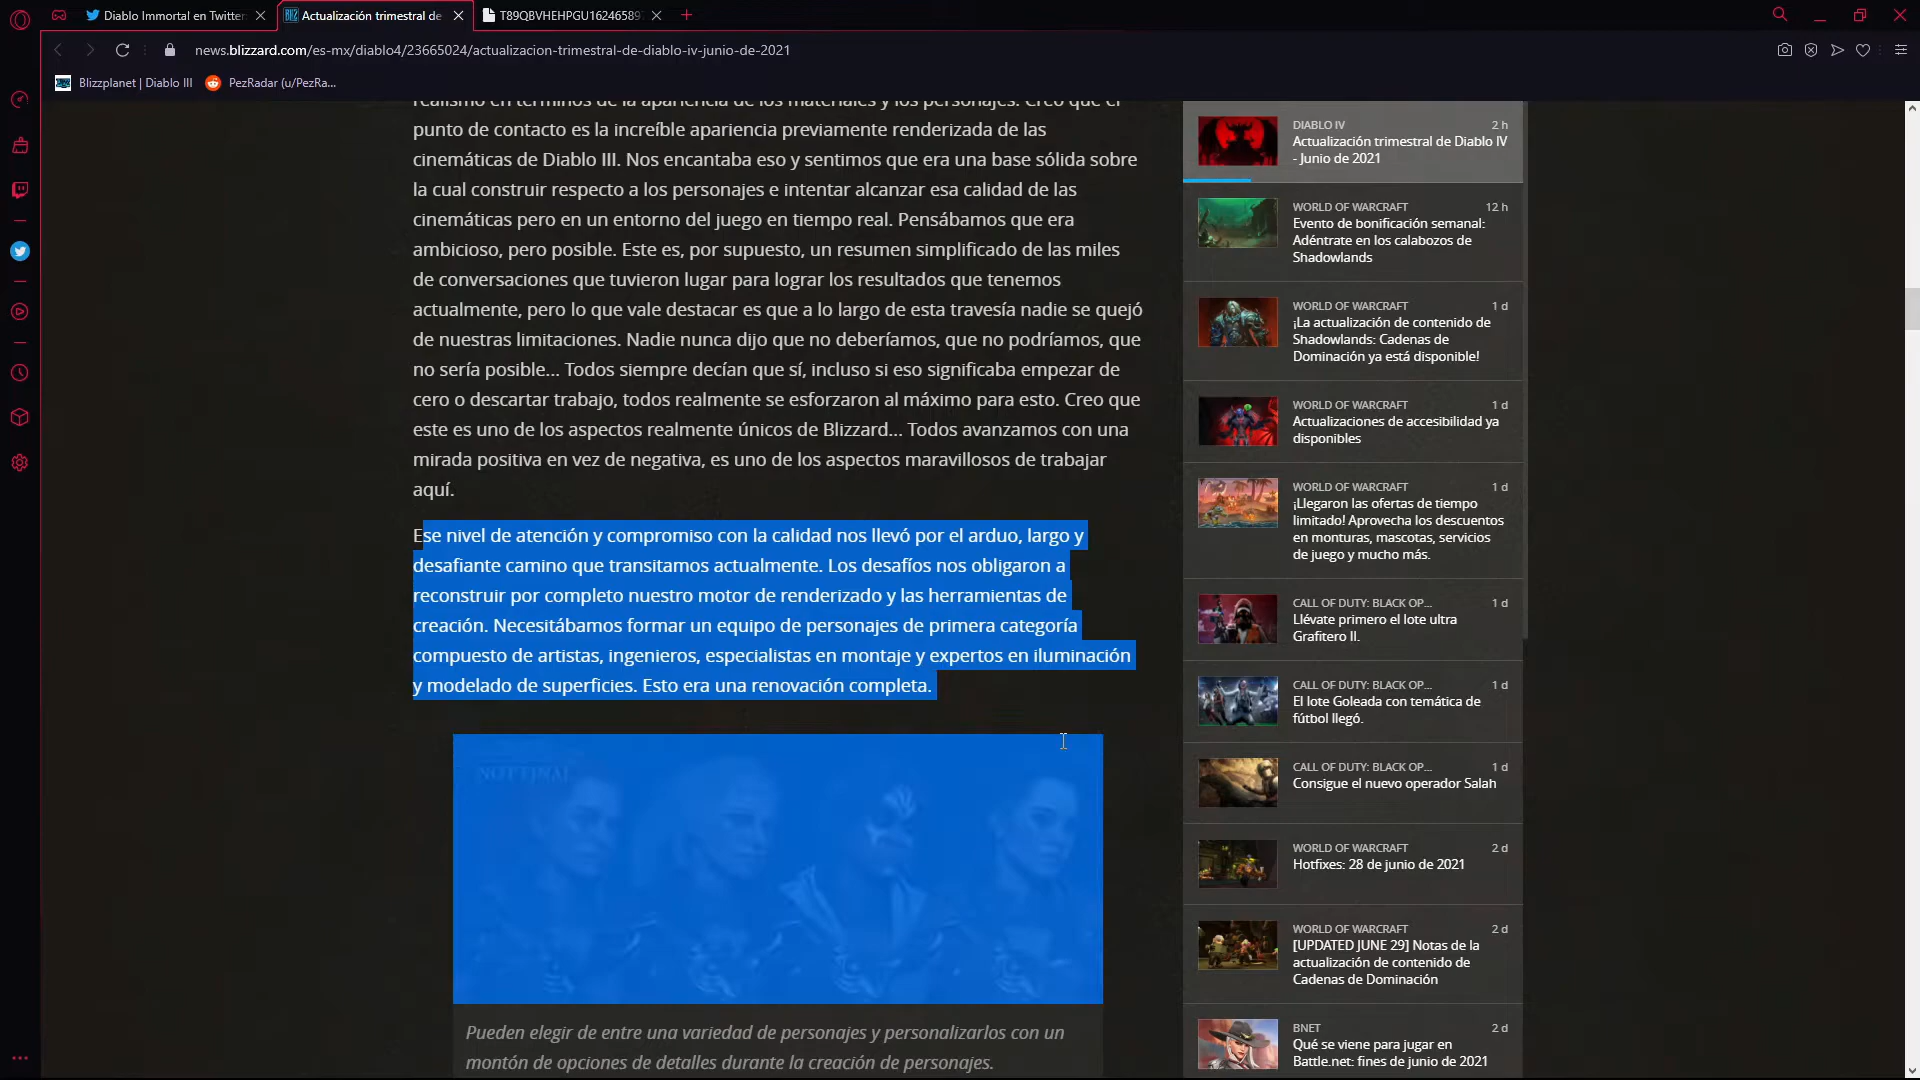 Diablo Immortal en Twitter:
Actualización trimestral de
T89QBVHEHPGU16246589
news.blizzard.com/es-mx/diablo4/23665024/actualizacion-trimestral-de-diablo-iv-junio-de-2021
Blizzplanet | Diablo III
PezRadar (u/PezRa...
realismo en términos de la apariencia de los materiales y los personajes. Creo que el
punto de contacto es la increíble apariencia previamente renderizada de las
cinemáticas de Diablo III. Nos encantaba eso y sentimos que era una base sólida sobre
la cual construir respecto a los personajes e intentar alcanzar esa calidad de las
cinemáticas pero en un entorno del juego en tiempo real. Pensábamos que era
ambicioso, pero posible. Este es, por supuesto, un resumen simplificado de las miles
de conversaciones que tuvieron lugar para lograr los resultados que tenemos
actualmente, pero lo que vale destacar es que a lo largo de esta travesía nadie se quejó
de nuestras limitaciones. Nadie nunca dijo que no deberíamos, que no podríamos, que
no sería posible... Todos siempre decían que sí, incluso si eso significaba empezar de
cero o descartar trabajo, todos realmente se esforzaron al máximo para esto. Creo que
este es uno de los aspectos realmente únicos de Blizzard... Todos avanzamos con una
mirada positiva en vez de negativa, es uno de los aspectos maravillosos de trabajar
aquí.
Ese nivel de atención y compromiso con la calidad nos llevó por el arduo, largo y
desafiante camino que transitamos actualmente. Los desafíos nos obligaron a
reconstruir por completo nuestro motor de renderizado y las herramientas de
creación. Necesitábamos formar un equipo de personajes de primera categoría
compuesto de artistas, ingenieros, especialistas en montaje y expertos en iluminación
y modelado de superficies. Esto era una renovación completa.
NOT FINAL
Pueden elegir de entre una variedad de personajes y personalizarlos con un
montón de opciones de detalles durante la creación de personajes.
DIABLO IV 2 h
Actualización trimestral de Diablo IV
- Junio de 2021
WORLD OF WARCRAFT 12 h
Evento de bonificación semanal:
Adéntrate en los calabozos de
Shadowlands
WORLD OF WARCRAFT 1 d
¡La actualización de contenido de
Shadowlands: Cadenas de
Dominación ya está disponible!
WORLD OF WARCRAFT 1 d
Actualizaciones de accesibilidad ya
disponibles
WORLD OF WARCRAFT 1 d
¡Llegaron las ofertas de tiempo
limitado! Aprovecha los descuentos
en monturas, mascotas, servicios
de juego y mucho más.
CALL OF DUTY: BLACK OP... 1 d
Llévate primero el lote ultra
Grafitero II.
CALL OF DUTY: BLACK OP... 1 d
El lote Goleada con temática de
fútbol llegó.
CALL OF DUTY: BLACK OP... 1 d
Consigue el nuevo operador Salah
WORLD OF WARCRAFT 2 d
Hotfixes: 28 de junio de 2021
WORLD OF WARCRAFT 2 d
[UPDATED JUNE 29] Notas de la
actualización de contenido de
Cadenas de Dominación
BNET 2 d
Qué se viene para jugar en
Battle.net: fines de junio de 2021